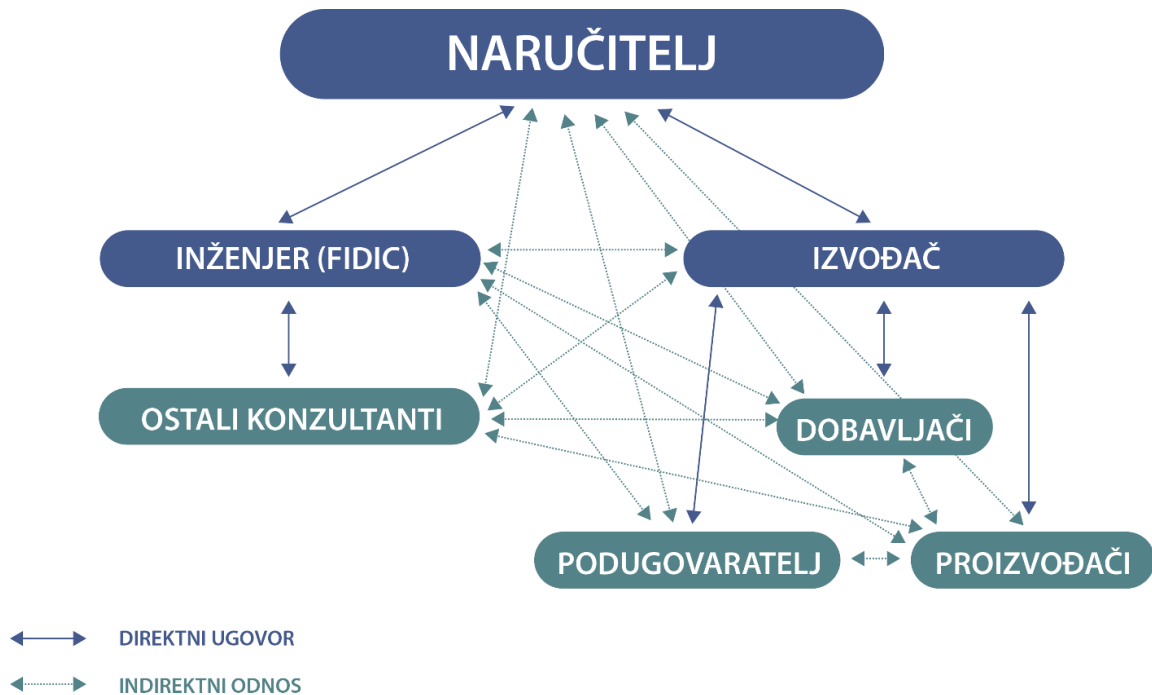 NARUČITELJ
INŽENJER (FIDIC)
IZVOĐAČ
OSTALI KONZULTANTI
DOBAVLJAČI
PODUGOVARATELJ
PROIZVOĐAČI
DIREKTNI UGOVOR
INDIREKTNI ODNOS